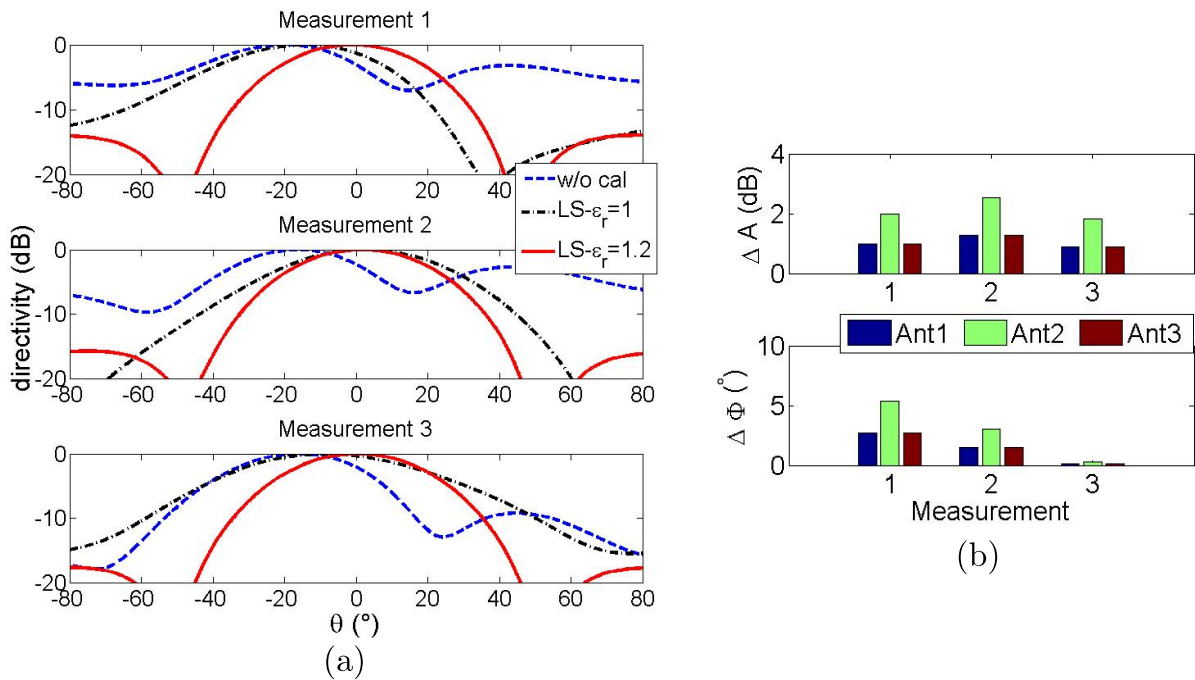 Measurement 1
0
-10
-20
-80 -60 -40 -20 0 20 40 60 80
w/o cal
LS-εr=1
LS-εr=1.2
Measurement 2
0
-10
-20
-80 -60 -40 -20 0 20 40 60 80
directivity (dB)
Measurement 3
0
-10
-20
-80 -60 -40 -20 0 20 40 60 80
θ (°)
(a)
4
2
0
Δ A (dB)
1 2 3
Ant1 Ant2 Ant3
10
5
0
Δ Φ (°)
1 2 3
Measurement
(b)